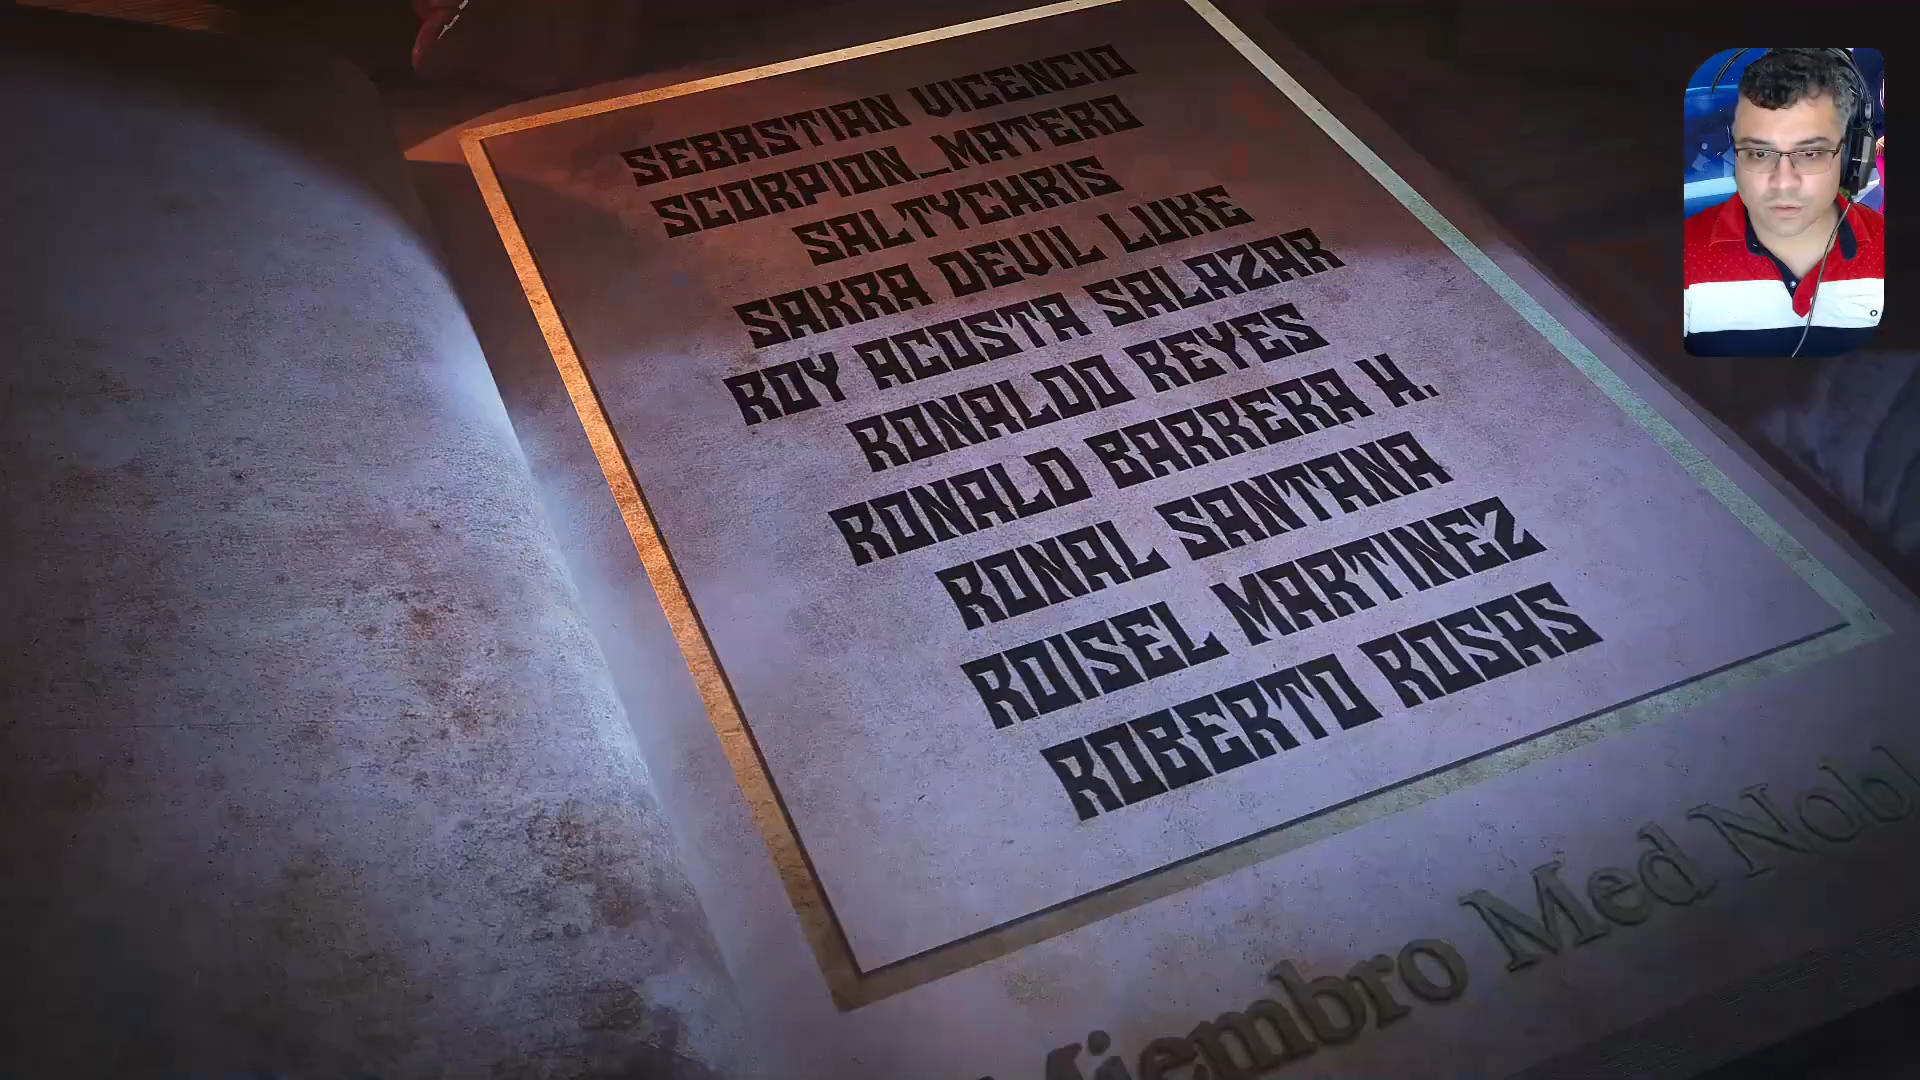 SEBASTIAN VICENCIO
SCORPION_MATERO
SALTYCHRIS
SAKRA DEVIL LUKE
ROY ACOSTA SALAZAR
RONALDO REYES
RONALD BARRERA H.
RONAL SANTANA
ROISEL MARTINEZ
ROBERTO ROSAS
Miembro Med